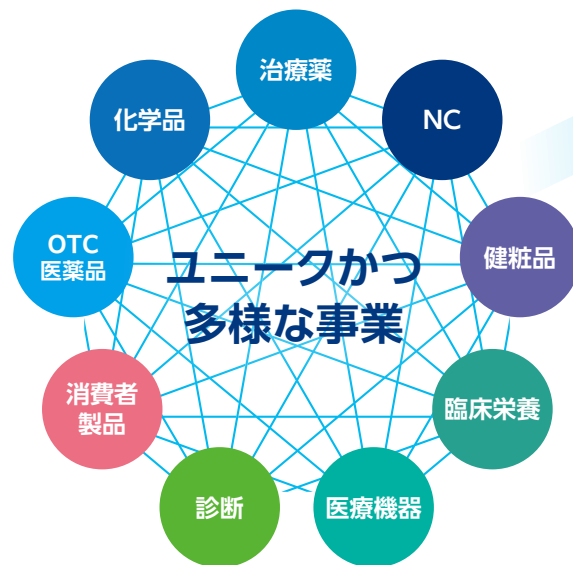 治療薬
NC
健粧品
臨床栄養
医療機器
診断
消費者
製品
OTC
医薬品
化学品
ユニークかつ
多様な事業